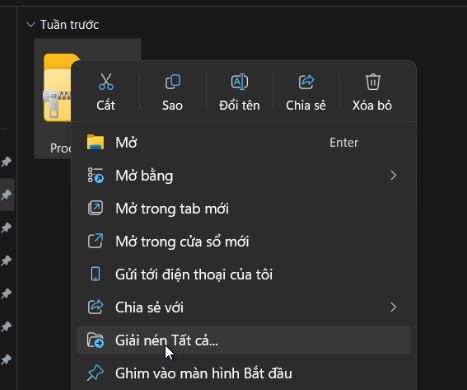 Tuần trước
Cắt
Sao
Đổi tên
Chia sẻ
Xóa bỏ
Mở
Enter
Proc
Mở bằng
Mở trong tab mới
Mở trong cửa sổ mới
Gửi tới điện thoại của tôi
Chia sẻ với
Giải nén Tất cả...
Ghim vào màn hình Bắt đầu